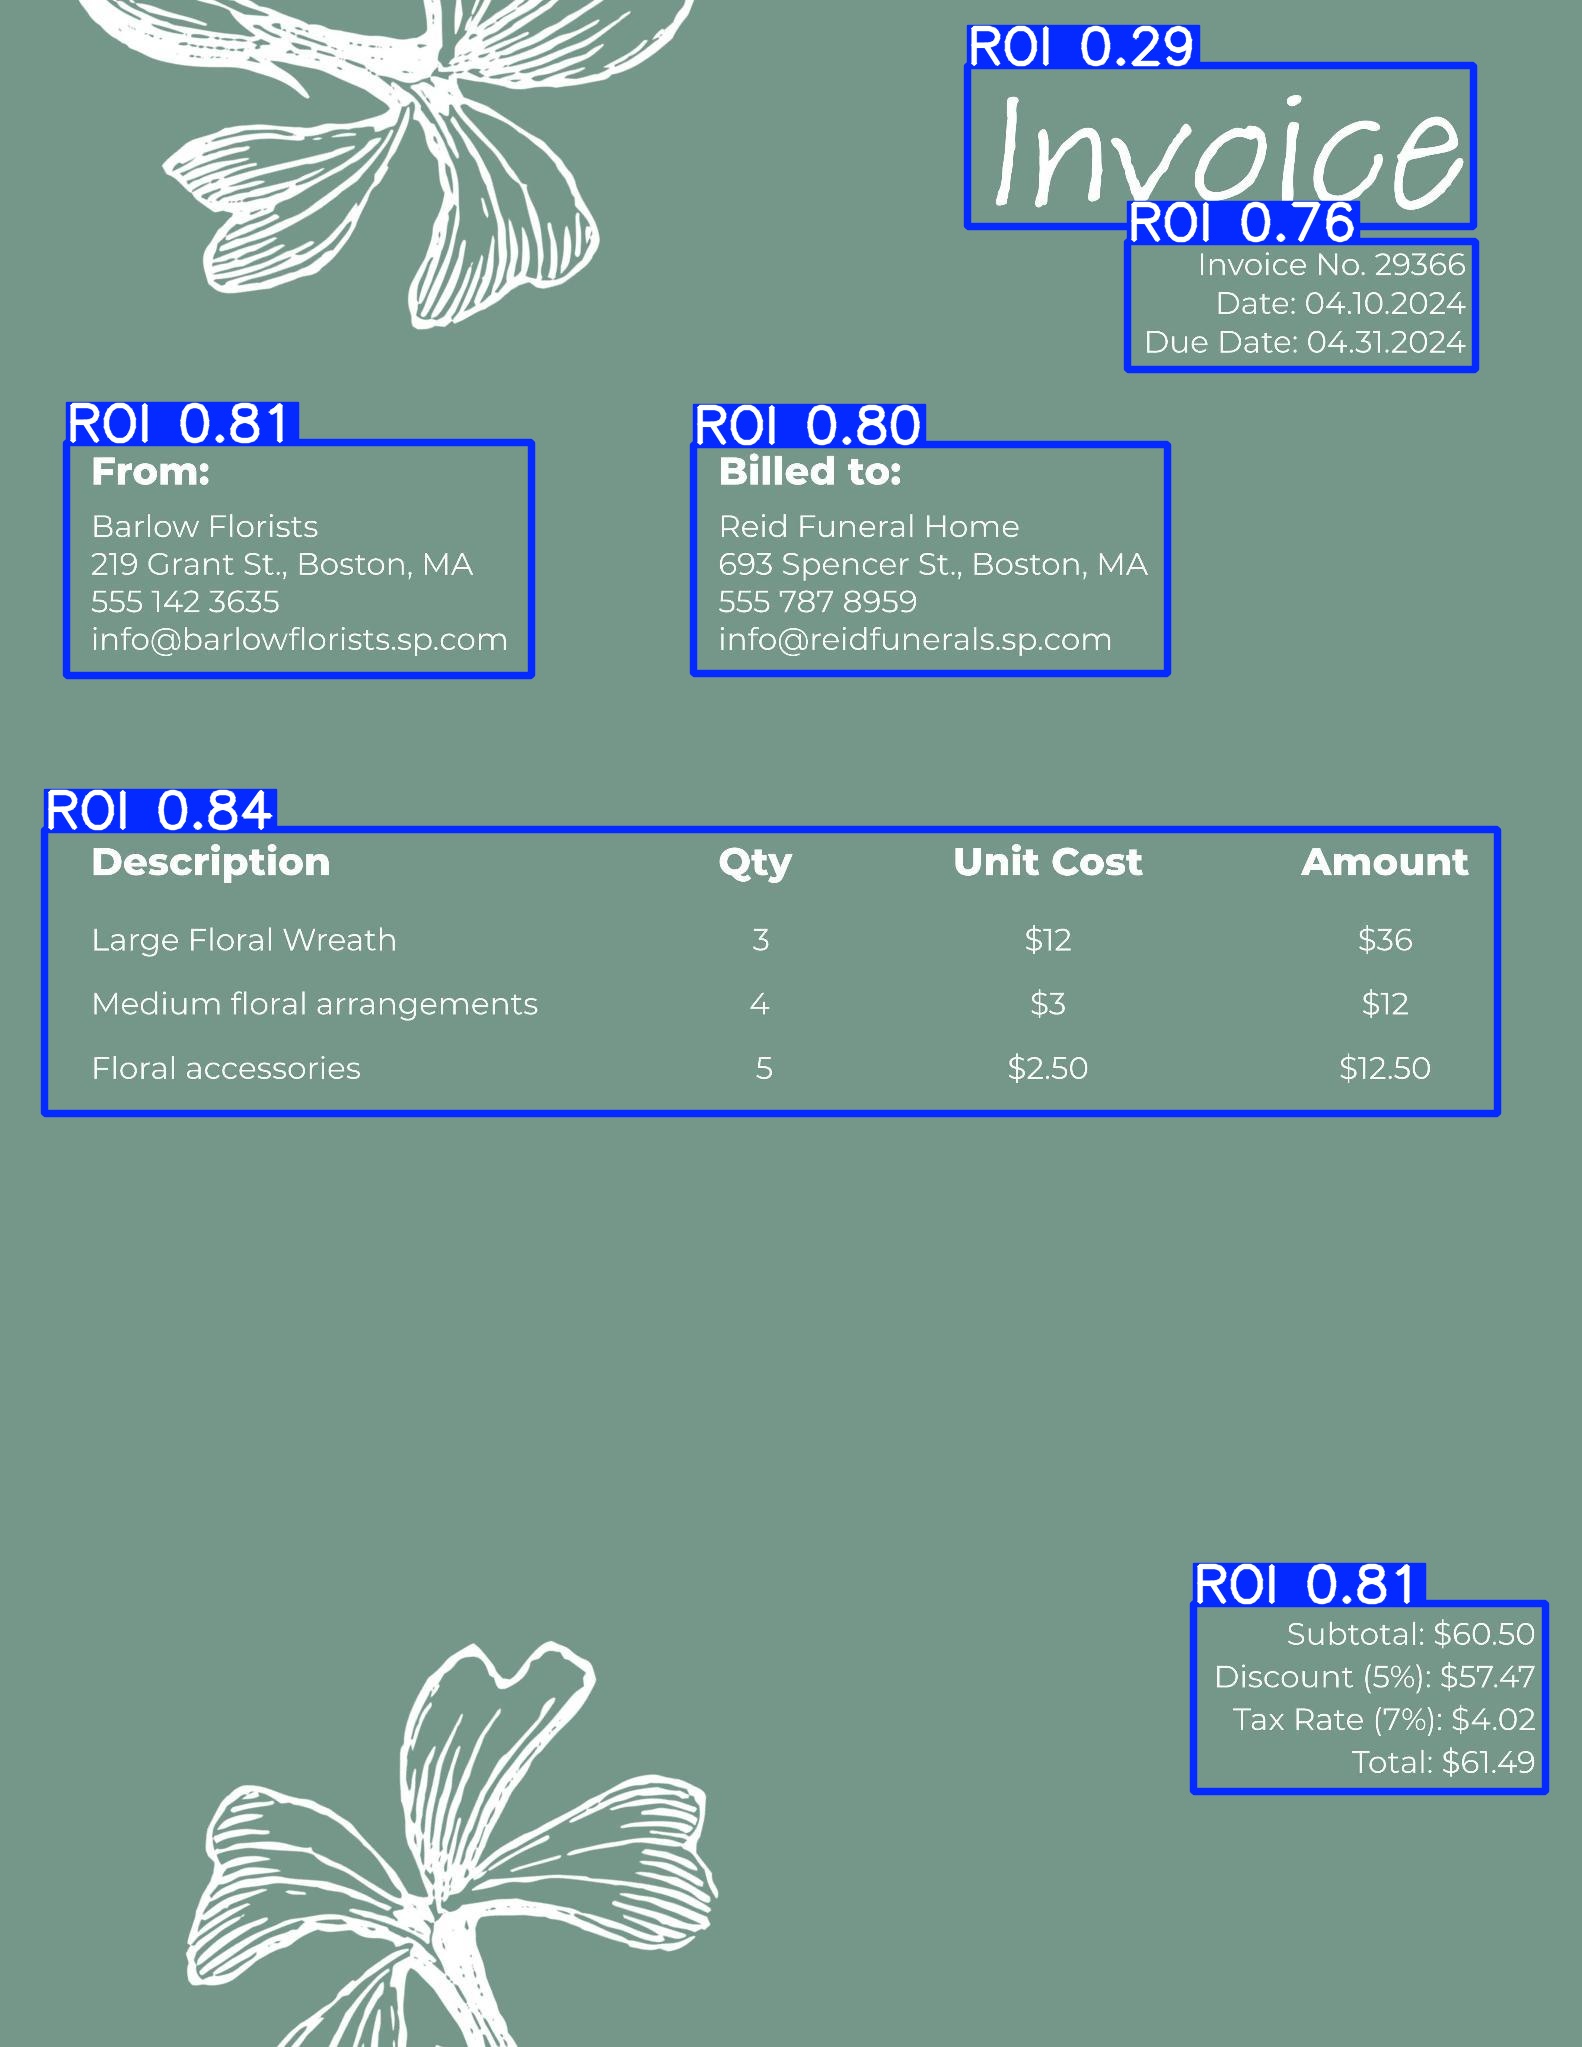 ROI 0.29
Invoice
ROI 0.76
Invoice No. 29366
Date: 04.10.2024
Due Date: 04.31.2024
ROI 0.81
From:
Barlow Florists
219 Grant St., Boston, MA
555 142 3635
info@barlowflorists.sp.com
ROI 0.80
Billed to:
Reid Funeral Home
693 Spencer St., Boston, MA
555 787 8959
info@reidfunerals.sp.com
ROI 0.84
Description Qty Unit Cost Amount
Large Floral Wreath 3 $12 $36
Medium floral arrangements 4 $3 $12
Floral accessories 5 $2.50 $12.50
ROI 0.81
Subtotal: $60.50
Discount (5%): $57.47
Tax Rate (7%): $4.02
Total: $61.49